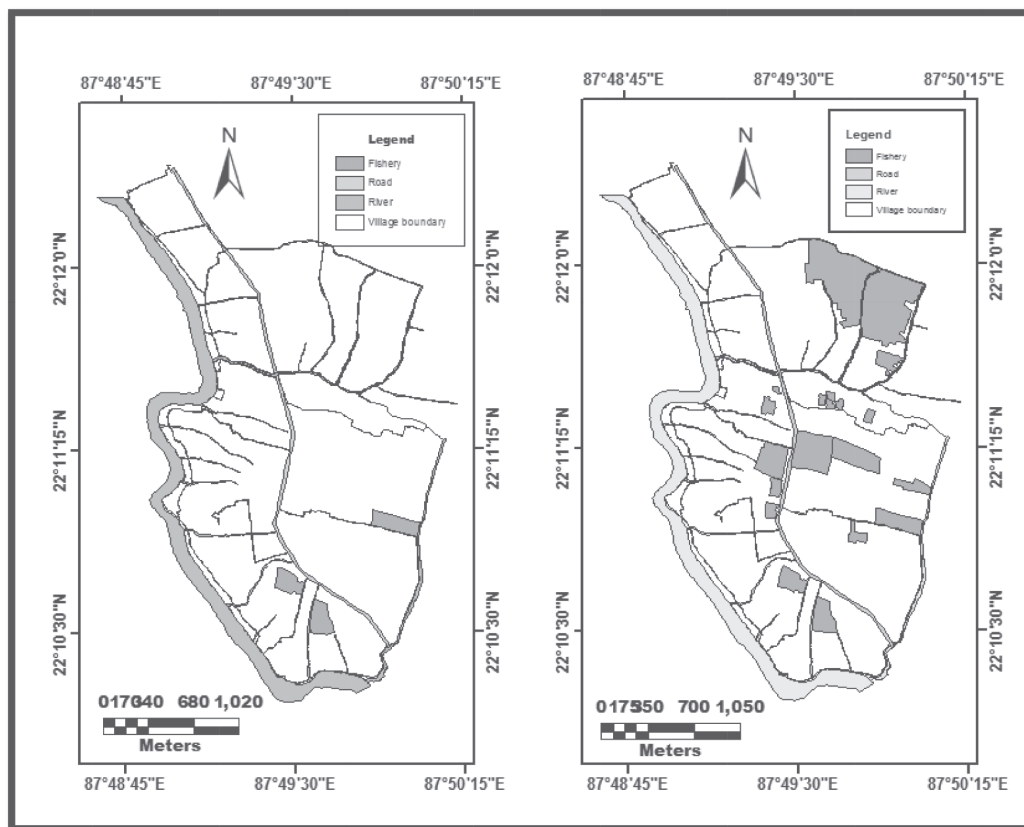 87°48'45"E 87°49'30"E 87°50'15"E
N
Legend
Fishery
Road
River
Village boundary
22°12'0"N 22°12'0"N
22°11'15"N 22°11'15"N
22°10'30"N 22°10'30"N
0170340 680 1,020
Meters
87°48'45"E 87°49'30"E 87°50'15"E
87°48'45"E 87°49'30"E 87°50'15"E
N
Legend
Fishery
Road
River
Village boundary
22°12'0"N 22°12'0"N
22°11'15"N 22°11'15"N
22°10'30"N 22°10'30"N
0175350 700 1,050
Meters
87°48'45"E 87°49'30"E 87°50'15"E